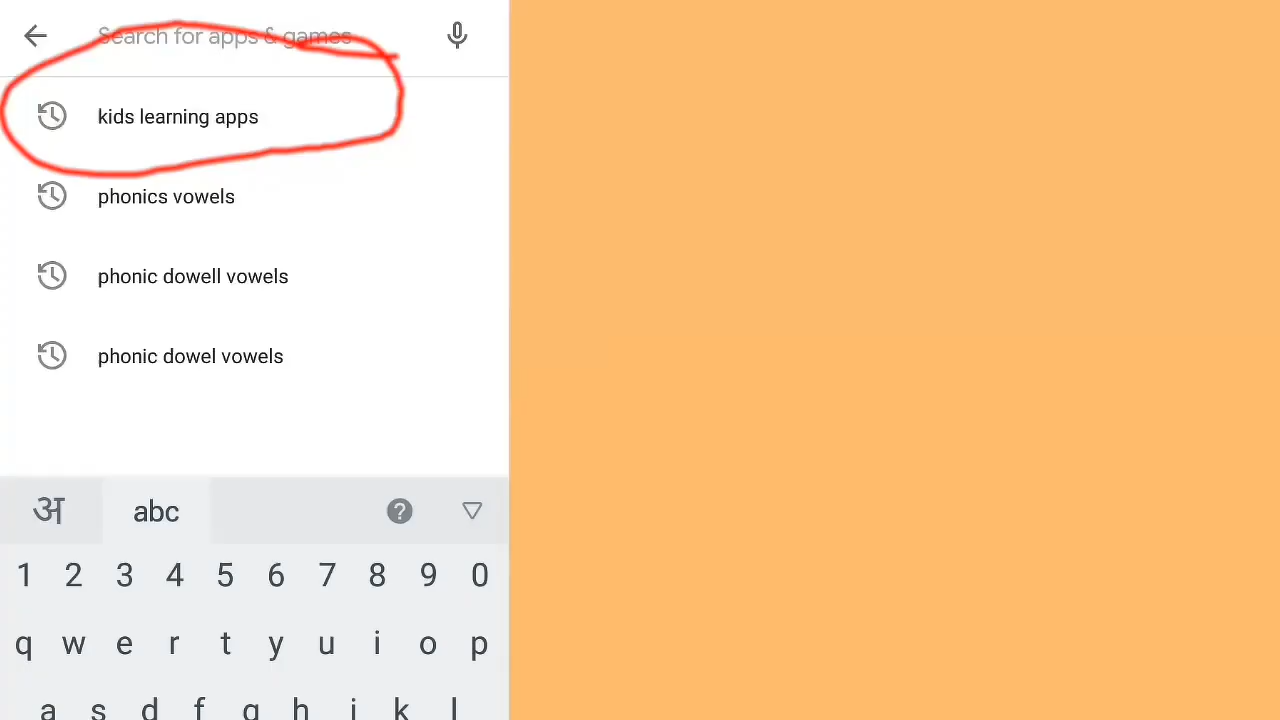 Search for apps & games
kids learning apps
phonics vowels
phonic dowell vowels
phonic dowel vowels
अ abc ?
1 2 3 4 5 6 7 8 9 0
q w e r t y u i o p
a s d f g h j k l